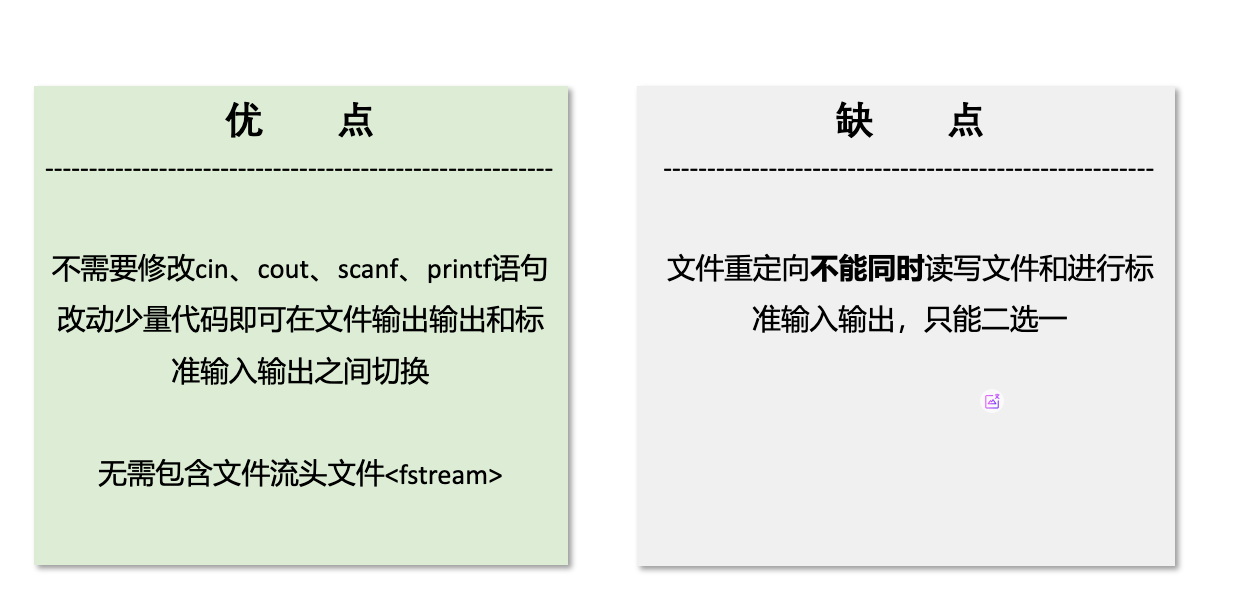 优 点
-------------------------------------------------------
不需要修改cin、cout、scanf、printf语句
改动少量代码即可在文件输出输出和标
准输入输出之间切换
无需包含文件流头文件<fstream>
缺 点
-------------------------------------------------------
文件重定向不能同时读写文件和进行标
准输入输出，只能二选一